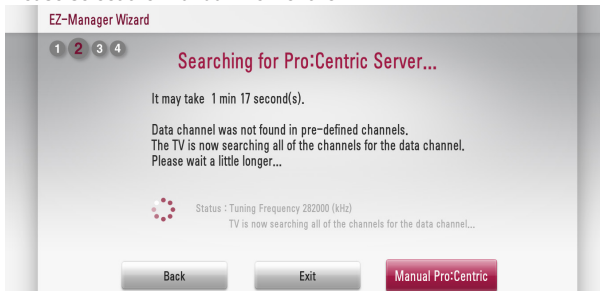 EZ-Manager Wizard
1 2 3 4
Searching for Pro:Centric Server...
It may take 1 min 17 second(s).
Data channel was not found in pre-defined channels.
The TV is now searching all of the channels for the data channel.
Please wait a little longer...
Status : Tuning Frequency 282000 (kHz)
TV is now searching all of the channels for the data channel...
Back Exit Manual Pro:Centric